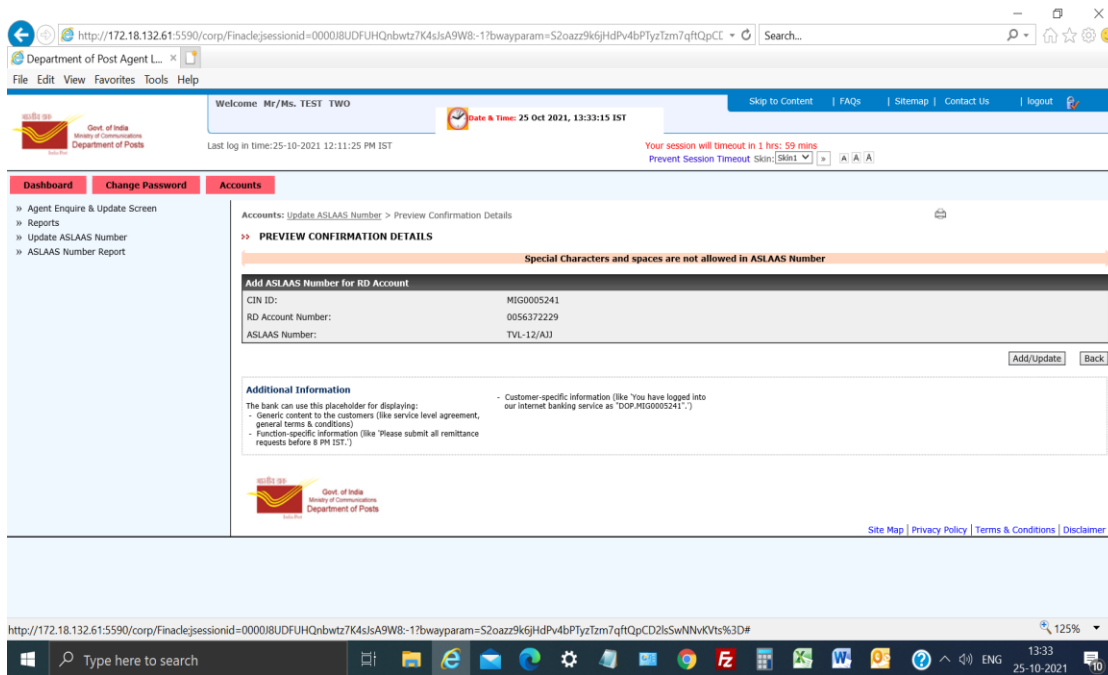 http://172.18.132.61:5590/corp/Finacle;jsessionid=0000J8UDFUHQnbwtz7K4sJsA9W8:-1?bwayparam=S2oazz9k6jHdPv4bPTyzTzm7qftQpCD Search...
Department of Post Agent L...
File Edit View Favorites Tools Help
Welcome Mr/Ms. TEST TWO
Skip to Content | FAQs | Sitemap | Contact Us | logout
Date & Time: 25 Oct 2021, 13:33:15 IST
Govt. of India
Ministry of Communications
Department of Posts
Last log in time:25-10-2021 12:11:25 PM IST
Your session will timeout in 1 hrs: 59 mins
Prevent Session Timeout Skin: Skin1 » A A A
Dashboard Change Password Accounts
» Agent Enquire & Update Screen
» Reports
» Update ASLAAS Number
» ASLAAS Number Report
Accounts: Update ASLAAS Number > Preview Confirmation Details
>> PREVIEW CONFIRMATION DETAILS
Special Characters and spaces are not allowed in ASLAAS Number
Add ASLAAS Number for RD Account
CIN ID: MIG0005241
RD Account Number: 0056372229
ASLAAS Number: TVL-12/AJJ
Add/Update Back
Additional Information
The bank can use this placeholder for displaying:
- Generic content to the customers (like service level agreement,
general terms & conditions)
- Function-specific information (like 'Please submit all remittance
requests before 8 PM IST.')
- Customer-specific information (like 'You have logged into
our internet banking service as "DOP.MIG0005241".')
Govt. of India
Ministry of Communications
Department of Posts
Site Map | Privacy Policy | Terms & Conditions | Disclaimer
http://172.18.132.61:5590/corp/Finacle;jsessionid=0000J8UDFUHQnbwtz7K4sJsA9W8:-1?bwayparam=S2oazz9k6jHdPv4bPTyzTzm7qftQpCD2lsSwNNvKVts%3D#
125%
Type here to search
ENG
13:33
25-10-2021
10